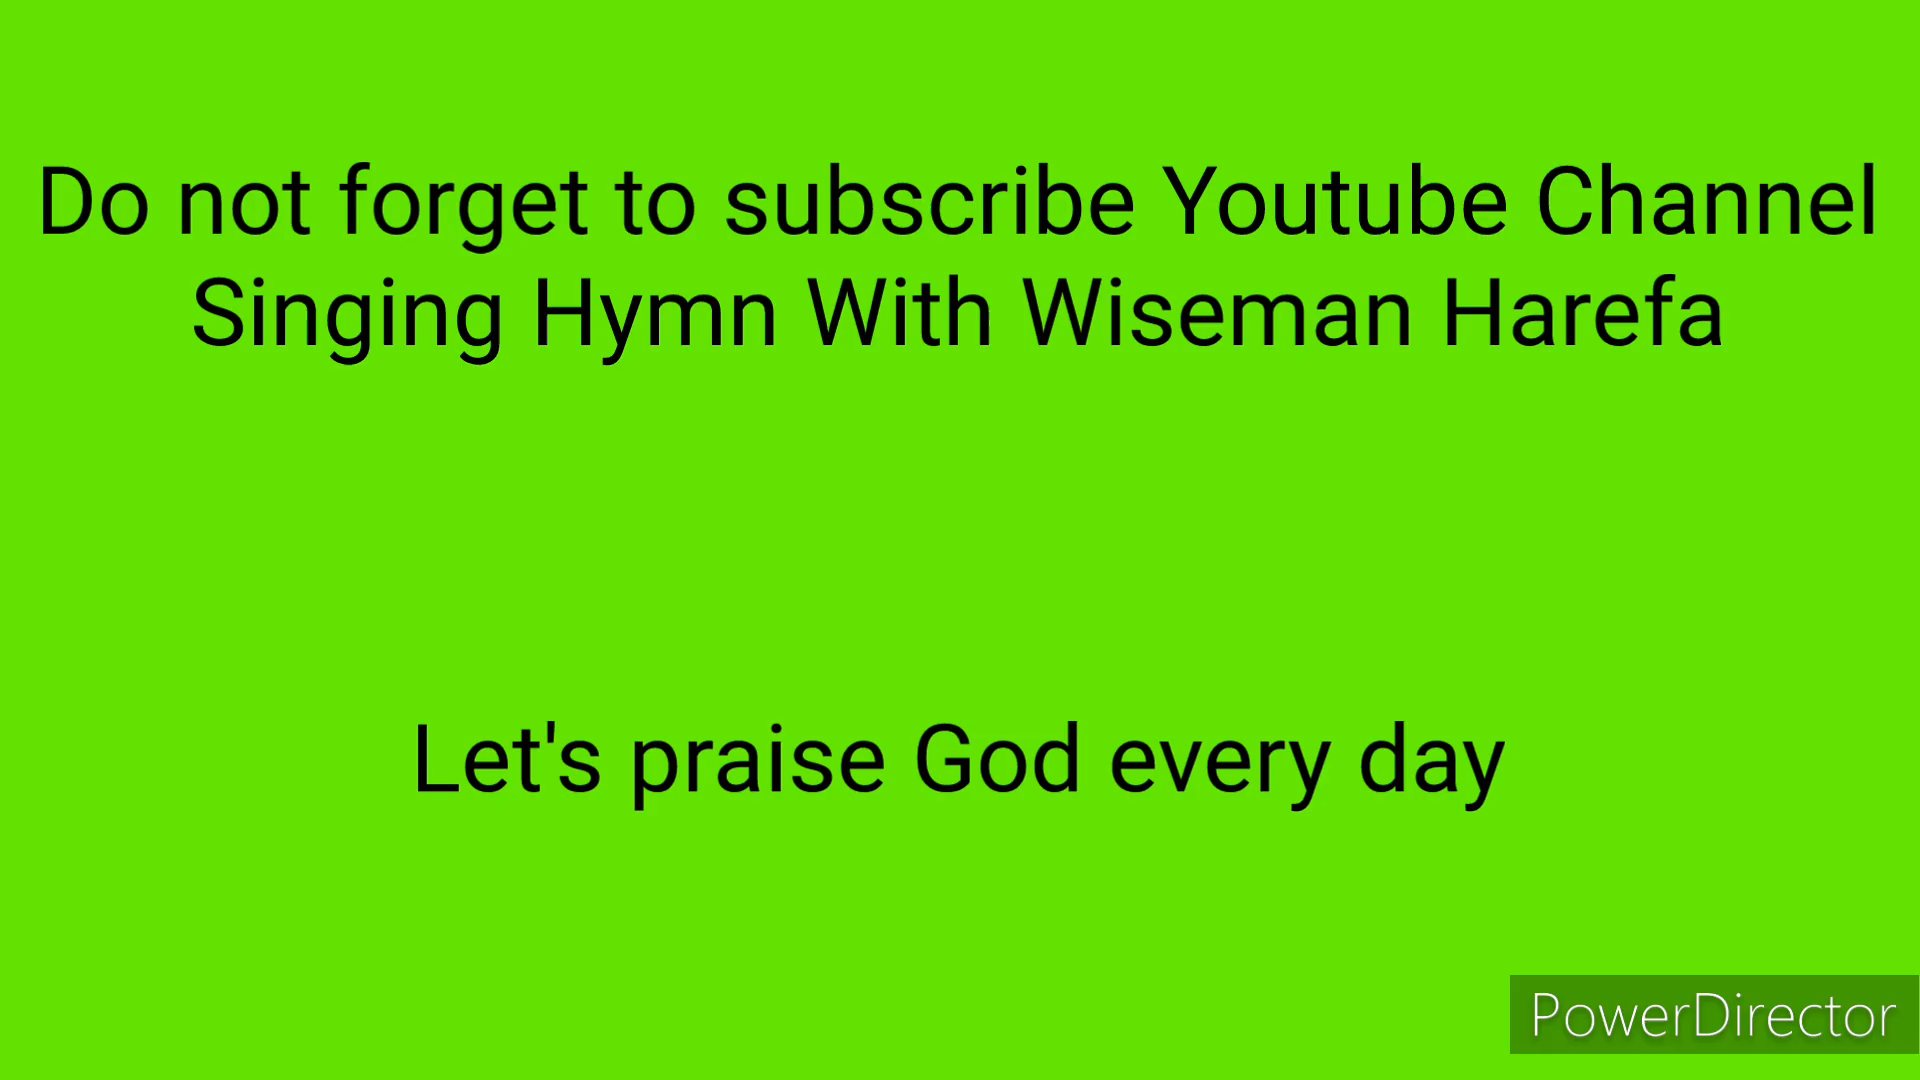 Do not forget to subscribe Youtube Channel
Singing Hymn With Wiseman Harefa
Let's praise God every day
PowerDirector